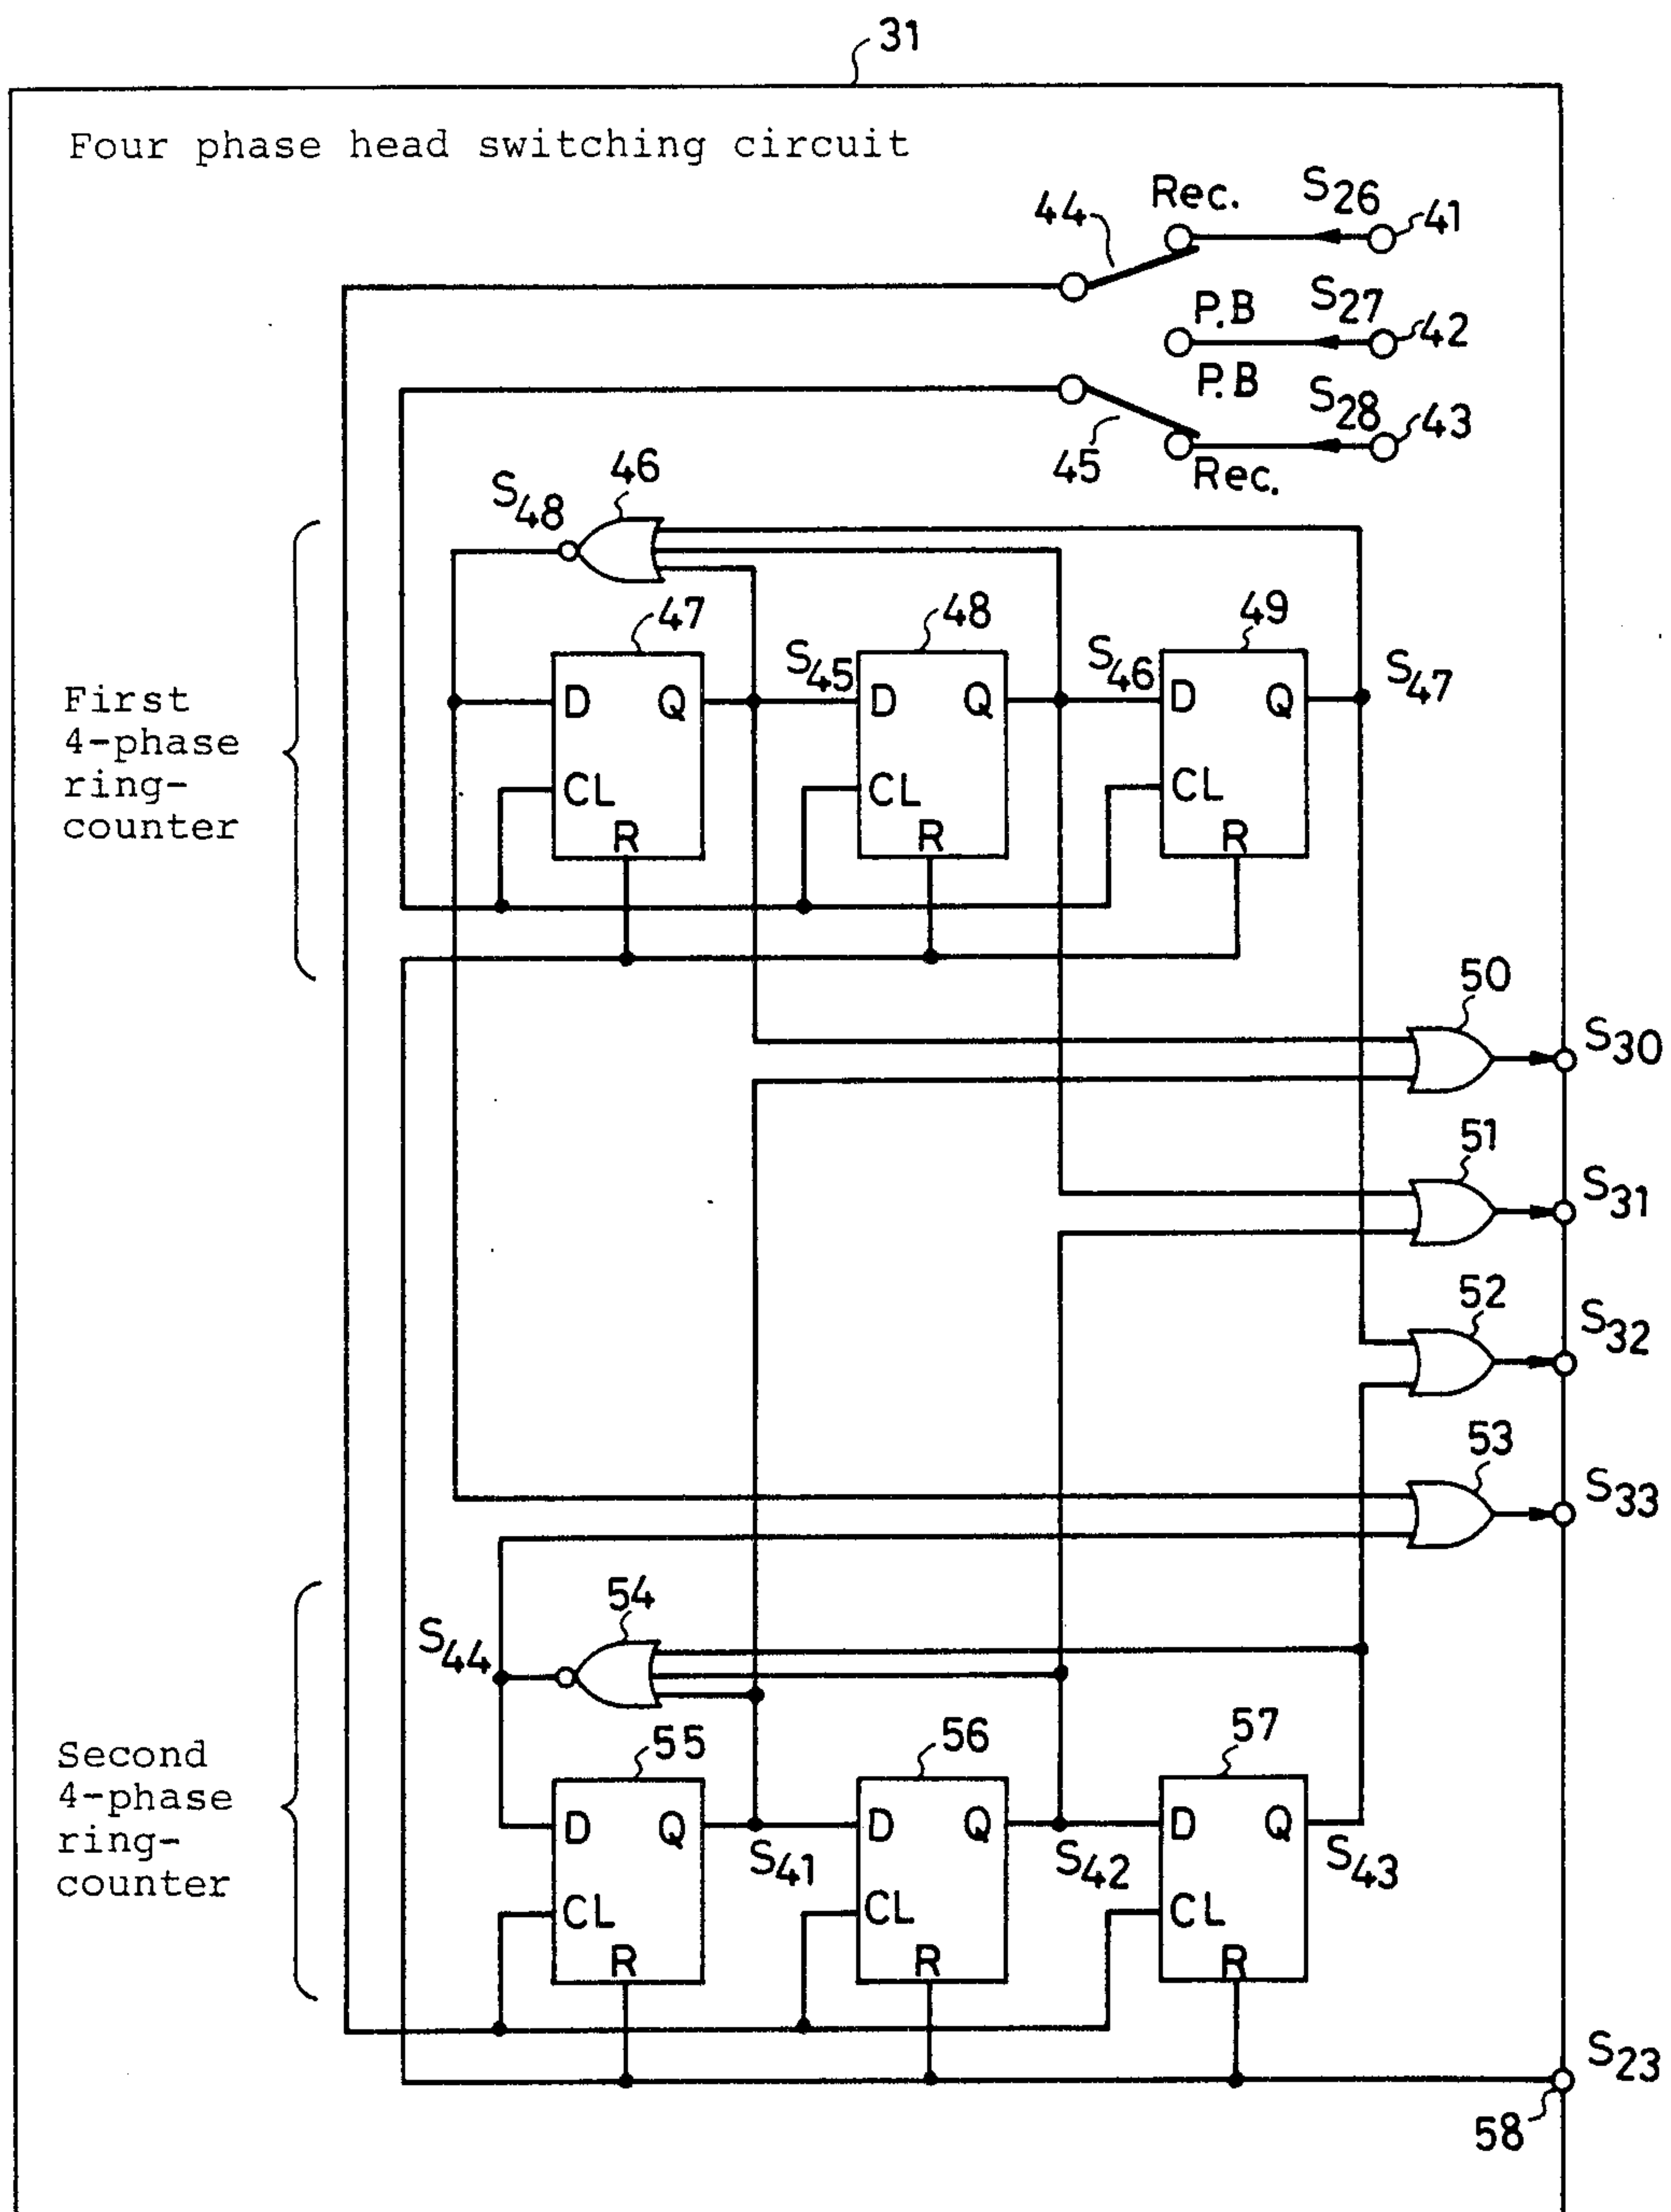 31
Four phase head switching circuit
44
Rec.
S26
41
P.B
S27
42
P.B
S28
43
45
Rec.
S48
46
47
S45
48
S46
49
S47
First
4-phase
ring-
counter
D
Q
CL
R
D
Q
CL
R
D
Q
CL
R
50
S30
51
S31
52
S32
53
S33
54
S44
Second
4-phase
ring-
counter
55
56
57
D
Q
CL
R
S41
D
Q
CL
R
S42
D
Q
CL
R
S43
S23
58